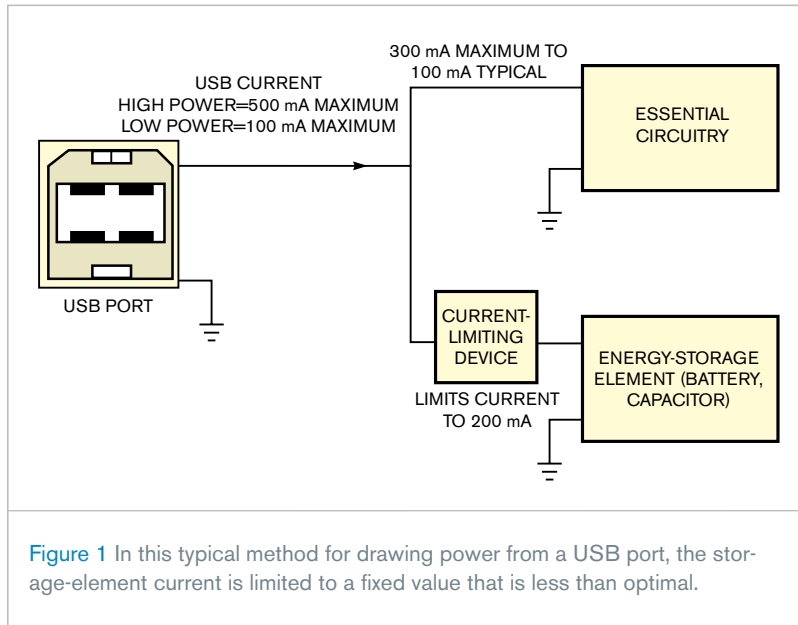 300 mA MAXIMUM TO
100 mA TYPICAL
USB CURRENT
HIGH POWER=500 mA MAXIMUM
LOW POWER=100 mA MAXIMUM
ESSENTIAL
CIRCUITRY
USB PORT
CURRENT-
LIMITING
DEVICE
LIMITS CURRENT
TO 200 mA
ENERGY-STORAGE
ELEMENT (BATTERY,
CAPACITOR)
Figure 1 In this typical method for drawing power from a USB port, the stor-
age-element current is limited to a fixed value that is less than optimal.